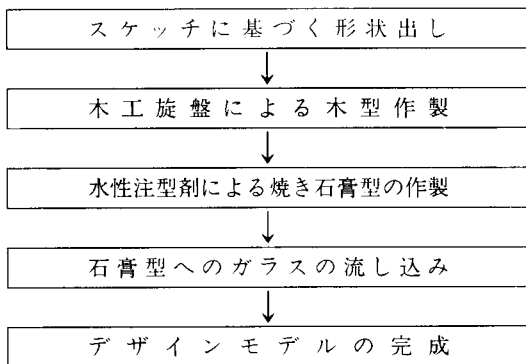 スケッチに基づく形状出し
木工旋盤による木型作製
水性注型剤による焼き石膏型の作製
石膏型へのガラスの流し込み
デザインモデルの完成